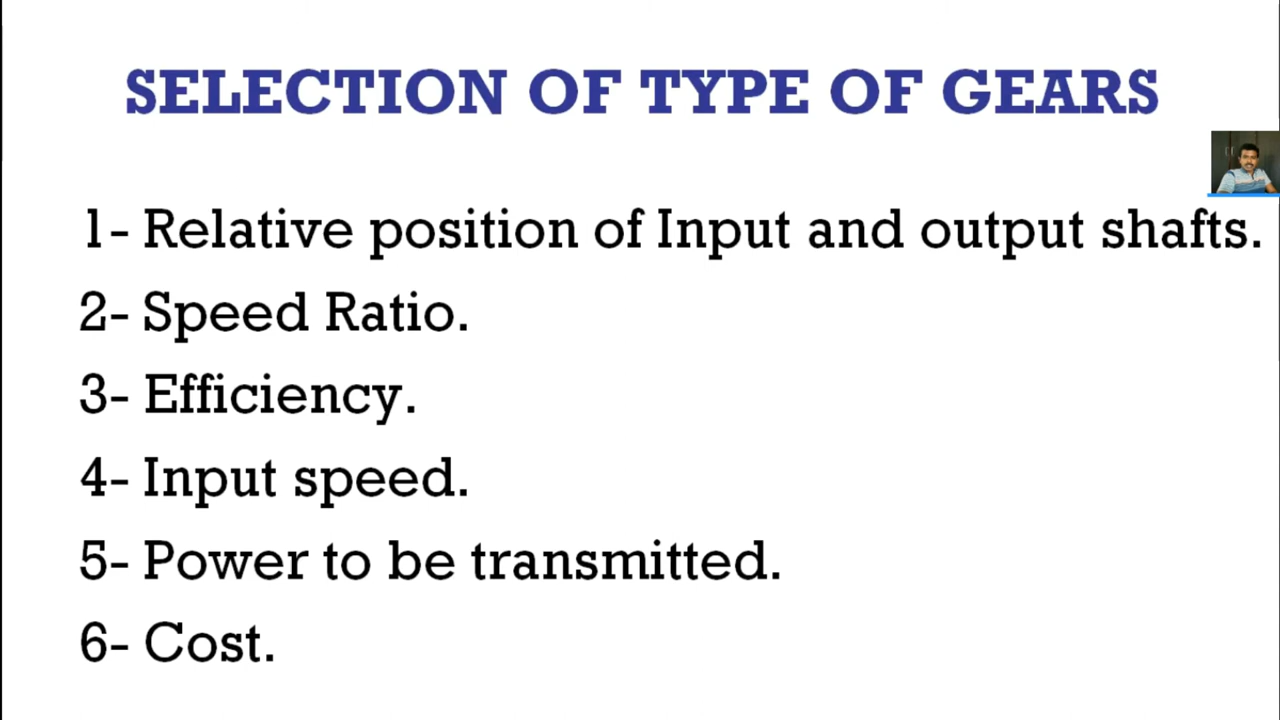 SELECTION OF TYPE OF GEARS
1- Relative position of Input and output shafts.
2- Speed Ratio.
3- Efficiency.
4- Input speed.
5- Power to be transmitted.
6- Cost.